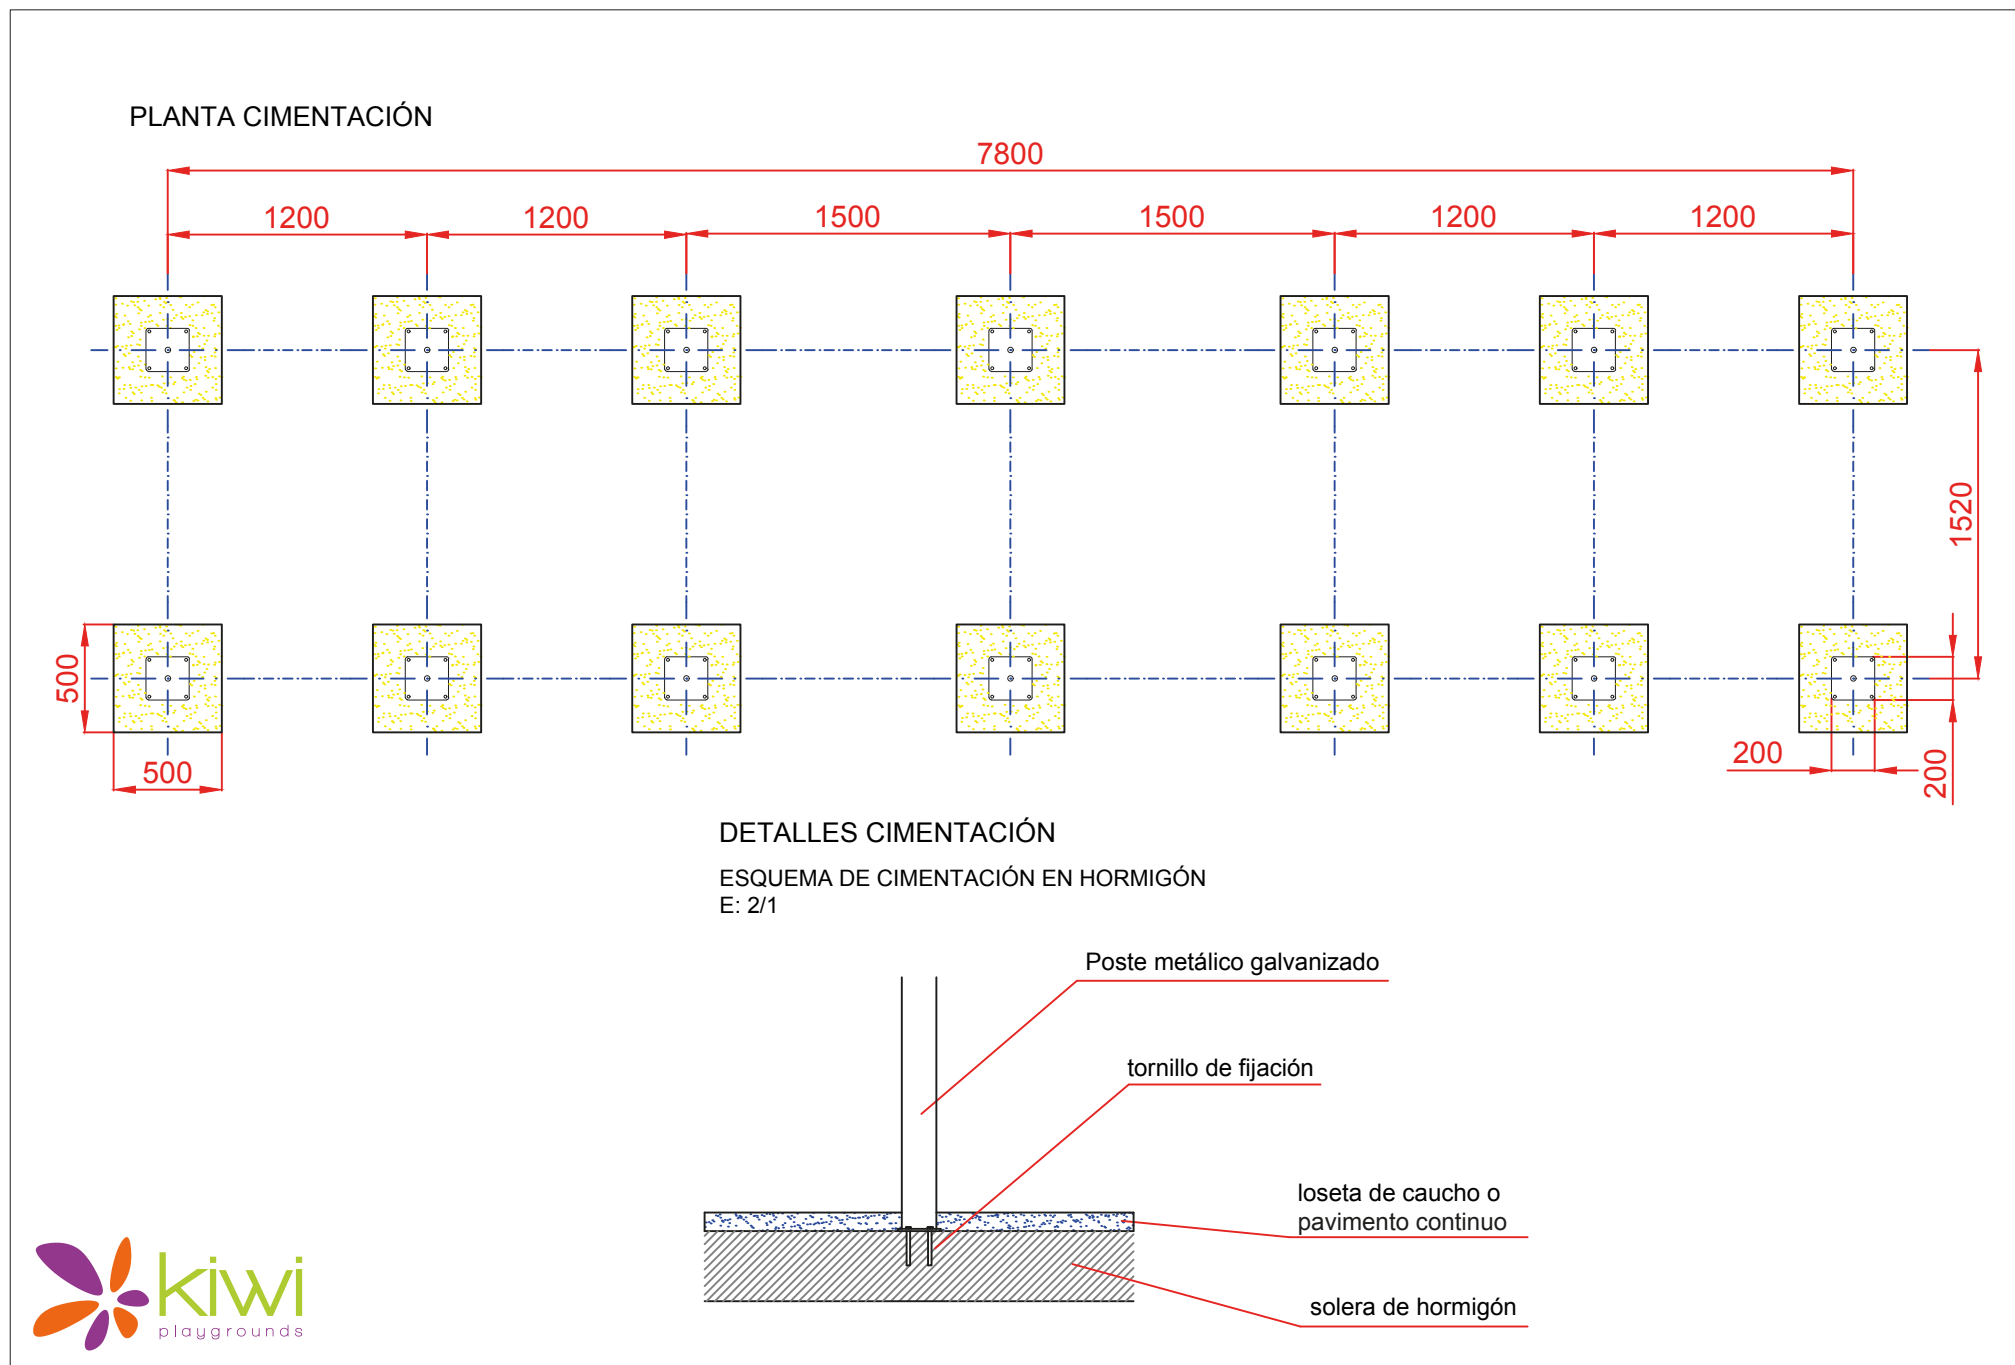 PLANTA CIMENTACIÓN
7800
1200
1200
1500
1500
1200
1200
1520
500
500
200
200
DETALLES CIMENTACIÓN
ESQUEMA DE CIMENTACIÓN EN HORMIGÓN
E: 2/1
Poste metálico galvanizado
tornillo de fijación
loseta de caucho o
pavimento continuo
solera de hormigón
kiwi
playgrounds